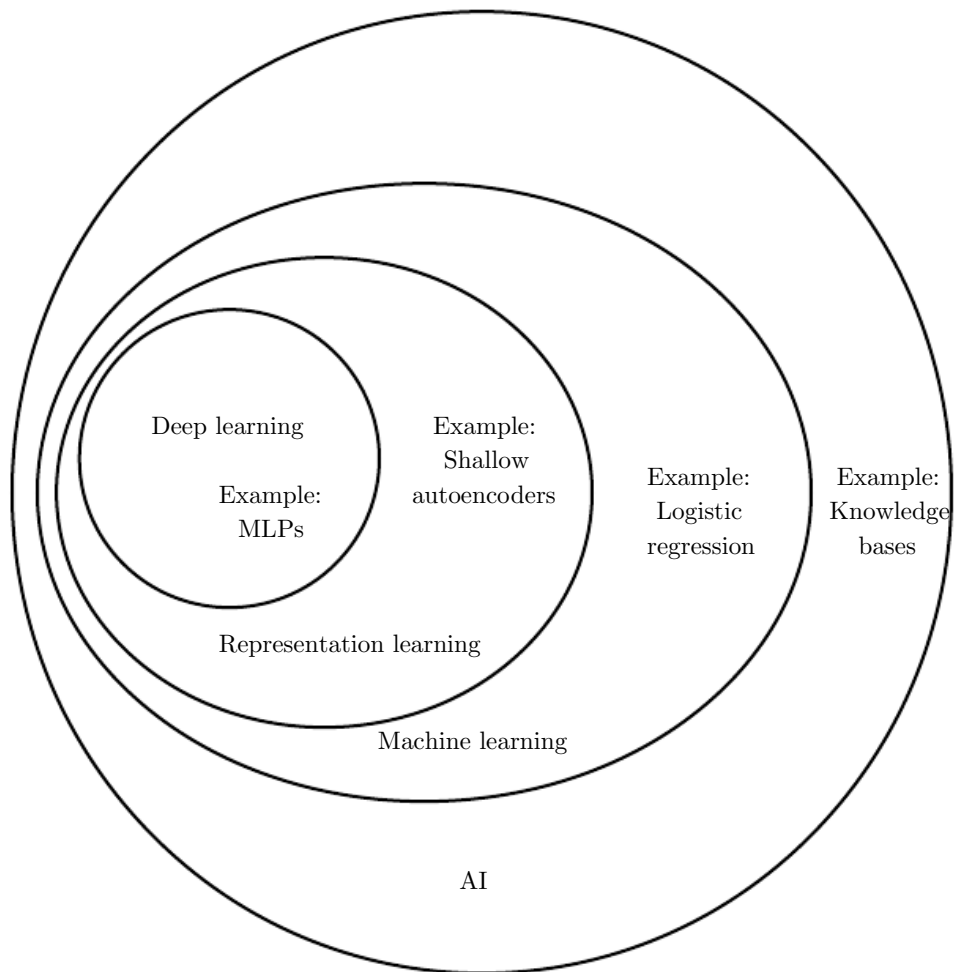 Deep learning
Example:
MLPs
Example:
Shallow
autoencoders
Example:
Logistic
regression
Example:
Knowledge
bases
Representation learning
Machine learning
AI